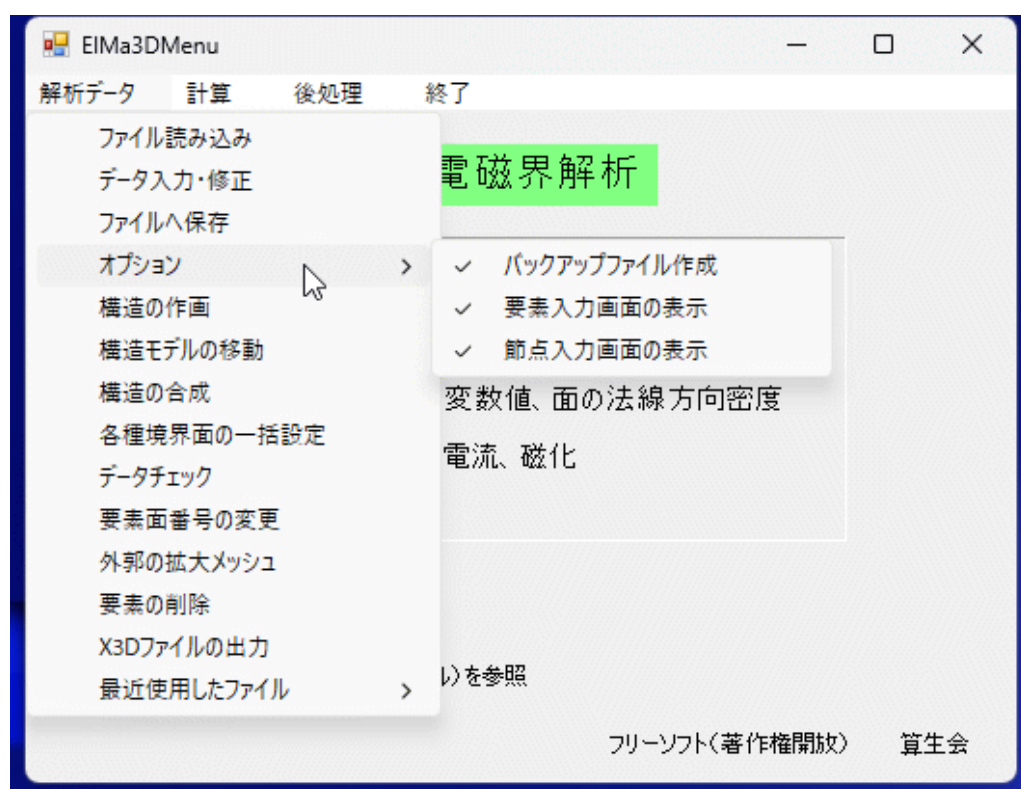 ElMa3DMenu
解析データ 計算 後処理 終了
ファイル読み込み
データ入力・修正
ファイルへ保存
オプション
構造の作画
構造モデルの移動
構造の合成
各種境界面の一括設定
データチェック
要素面番号の変更
外郭の拡大メッシュ
要素の削除
X3Dファイルの出力
最近使用したファイル
バックアップファイル作成
要素入力画面の表示
節点入力画面の表示
電磁界解析
変数値、面の法線方向密度
電流、磁化
ル)を参照
フリーソフト(著作権開放) 算生会